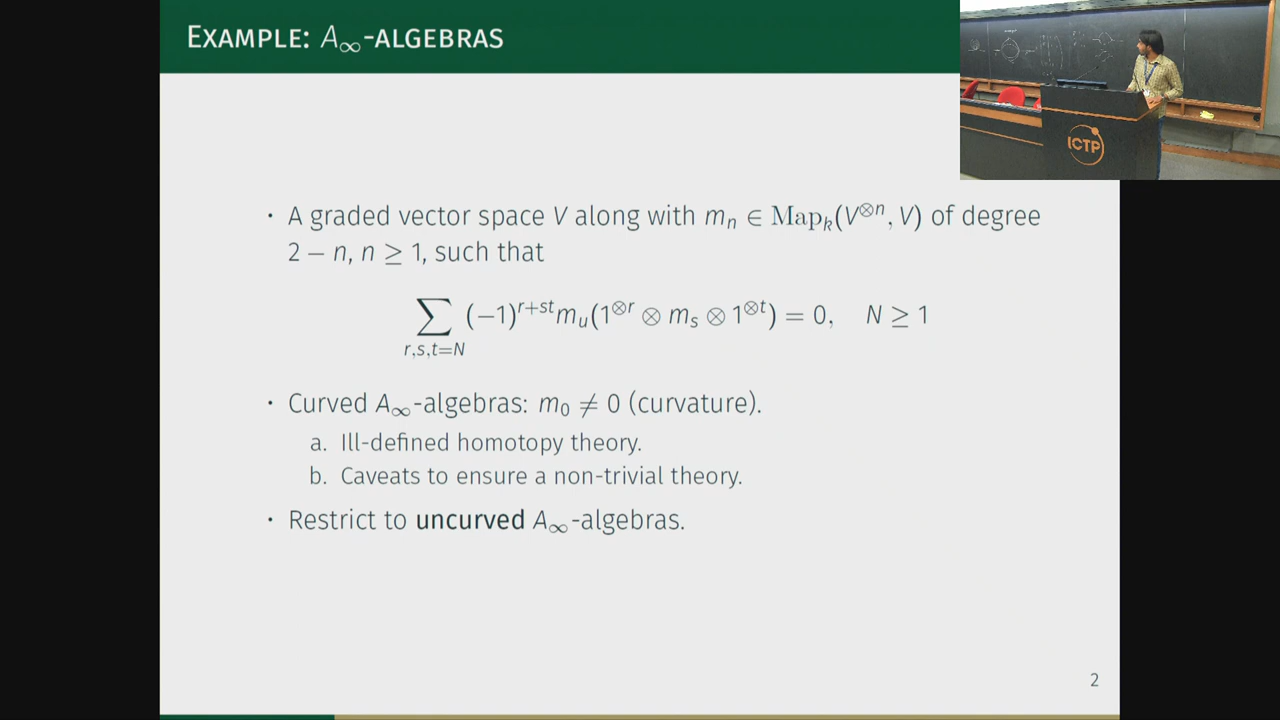 EXAMPLE: A∞-ALGEBRAS
ICTP
· A graded vector space V along with mₙ ∈ Mapₖ(V^{⊗n}, V) of degree
2 − n, n ≥ 1, such that
∑_{r,s,t=N} (−1)^{r+st} m_u(1^{⊗r} ⊗ m_s ⊗ 1^{⊗t}) = 0, N ≥ 1
· Curved A∞-algebras: m₀ ≠ 0 (curvature).
a. Ill-defined homotopy theory.
b. Caveats to ensure a non-trivial theory.
· Restrict to uncurved A∞-algebras.
2